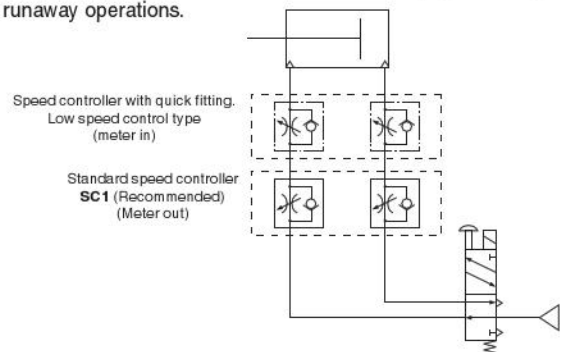 runaway operations.
Speed controller with quick fitting.
Low speed control type
(meter in)
Standard speed controller
SC1 (Recommended)
(Meter out)